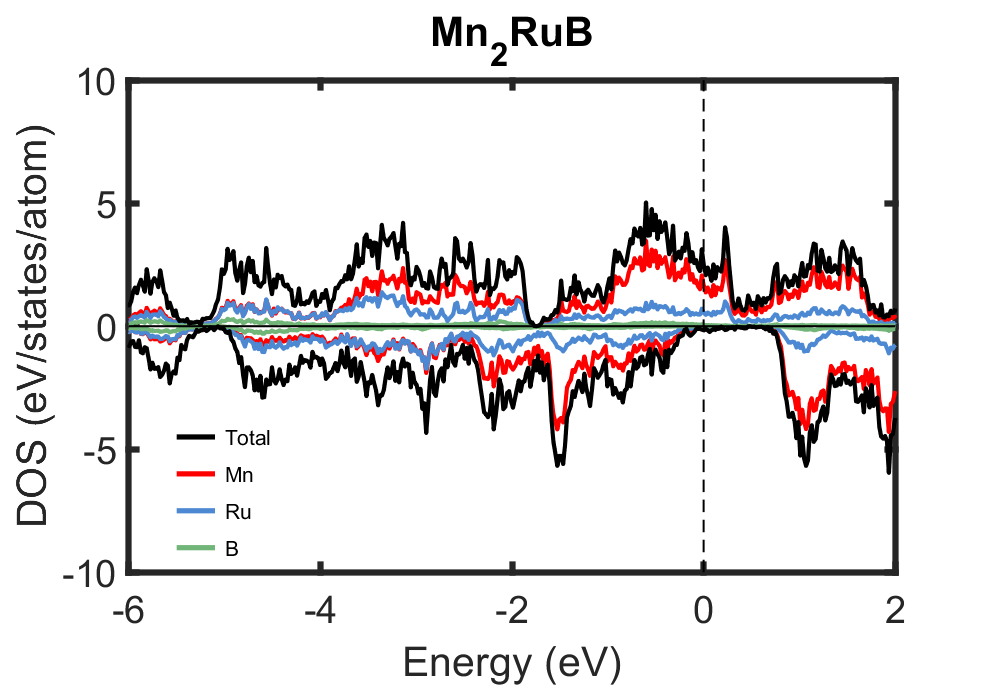 Mn₂RuB
DOS (eV/states/atom)
10
5
0
-5
-10
Total
Mn
Ru
B
-6 -4 -2 0 2
Energy (eV)